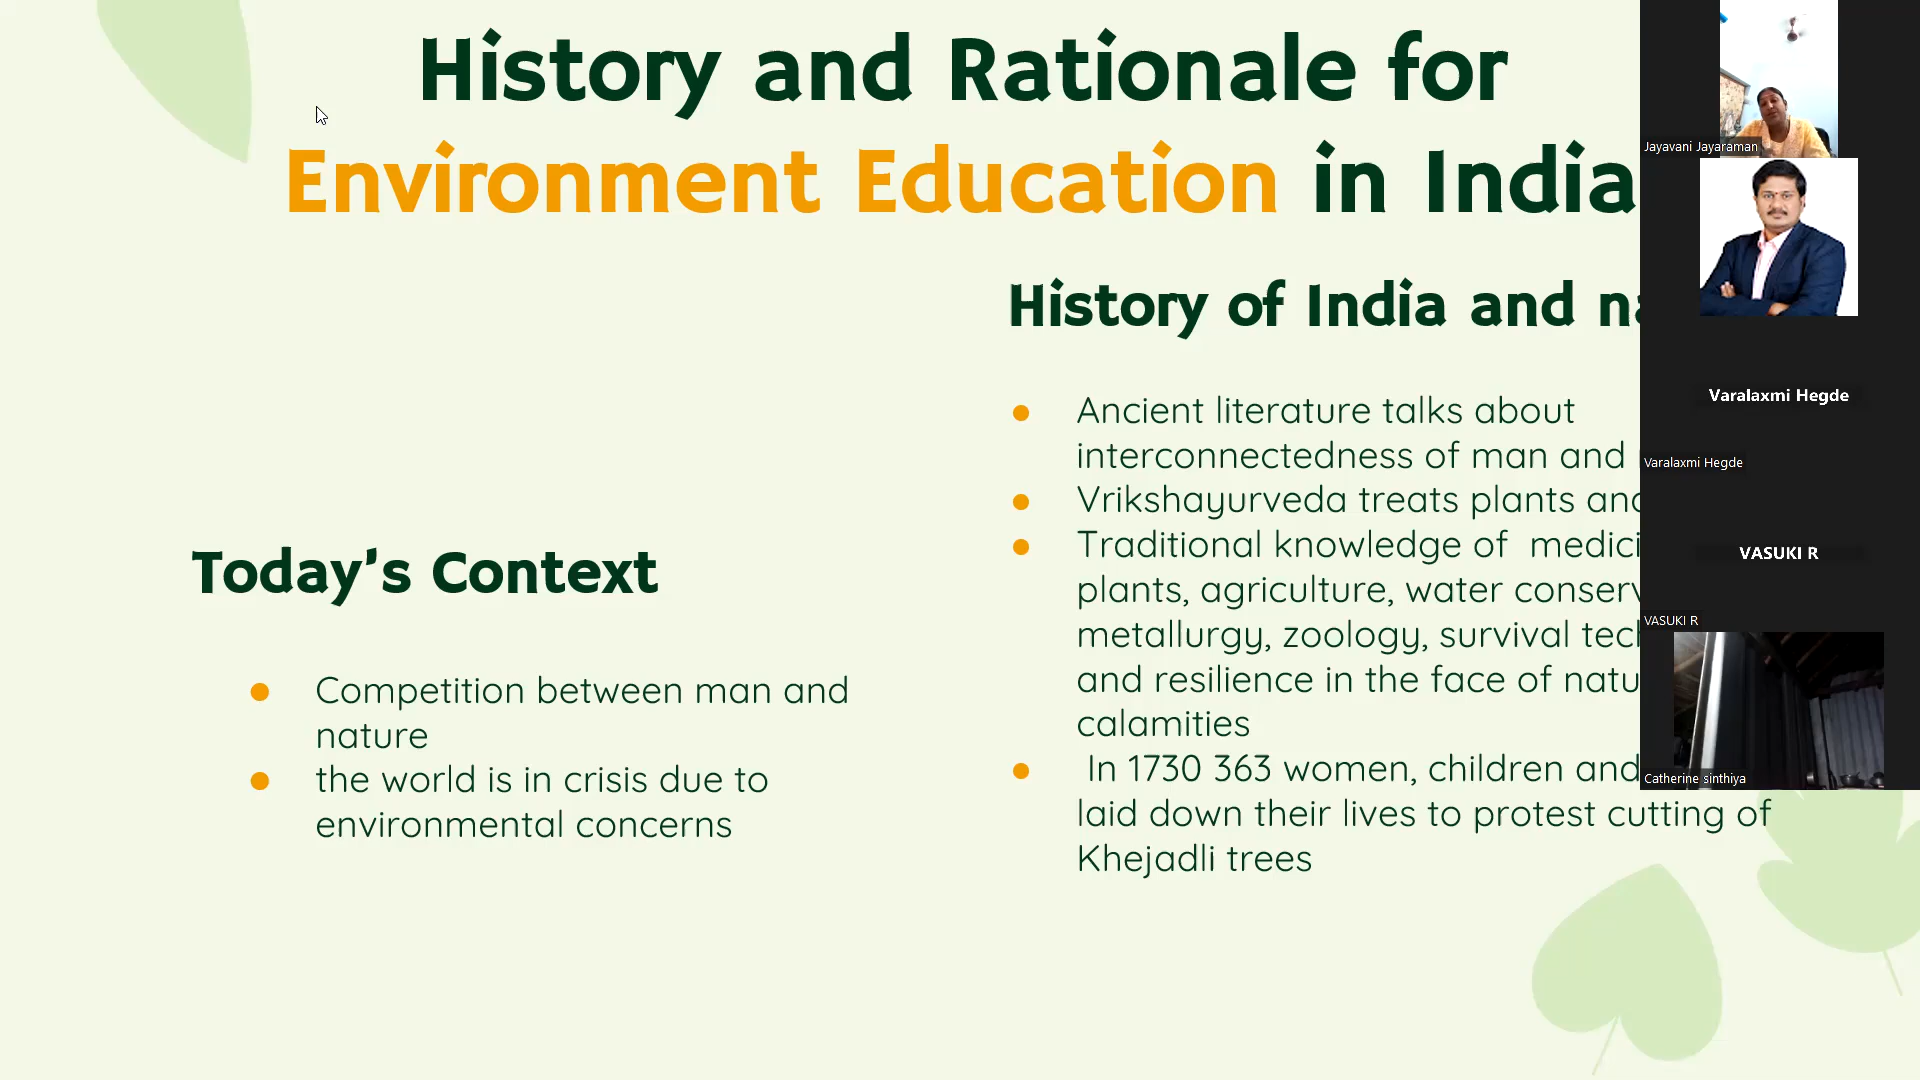 History and Rationale for
Environment Education in India
Today's Context
Competition between man and
nature
the world is in crisis due to
environmental concerns
History of India and
Ancient literature talks about
interconnectedness of man and
Vrikshayurveda treats plants
Traditional knowledge of medici
plants, agriculture, water conserv
metallurgy, zoology, survival
and resilience in the face of natu
calamities
In 1730 363 women, children and
laid down their lives to protest cutting of
Khejadli trees
Jayavani Jayaraman
Varalaxmi Hegde
Varalaxmi Hegde
VASUKI R
VASUKI R
Catherine sinthiya